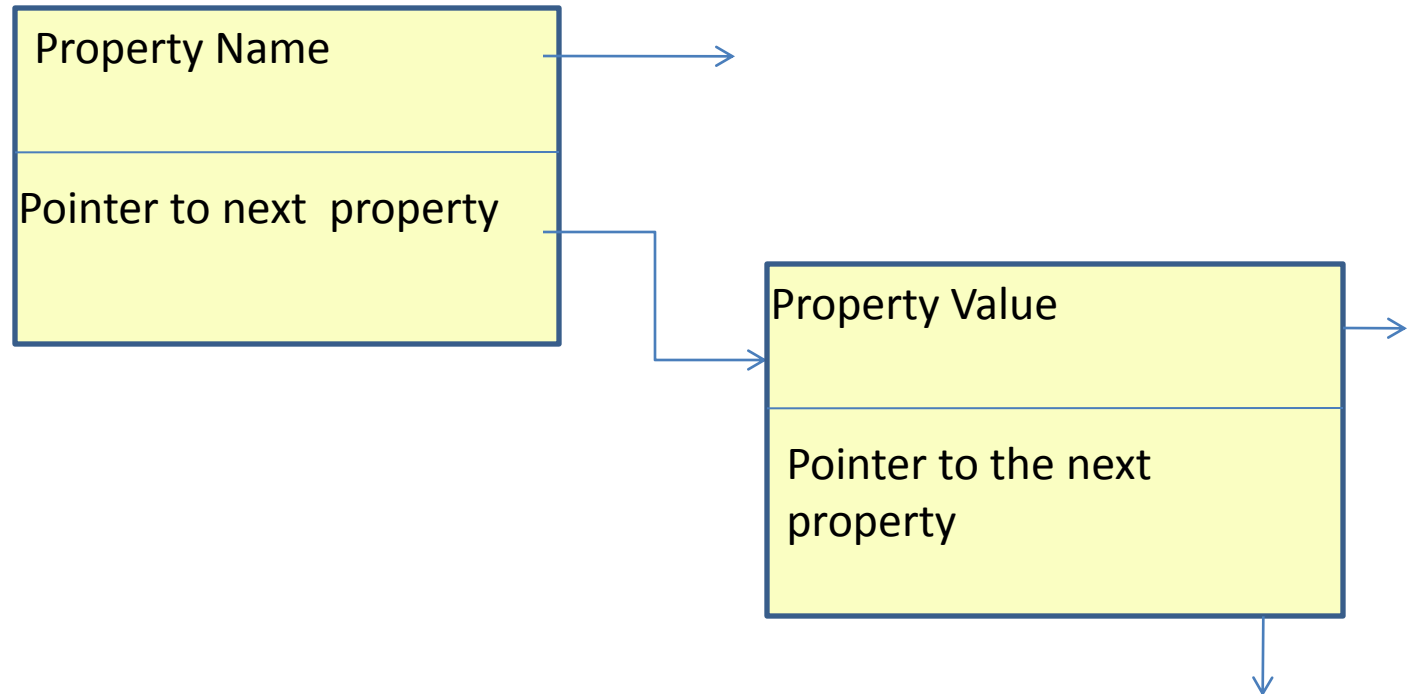 Property Name
Pointer to next  property
Property Value
Pointer to the next
property